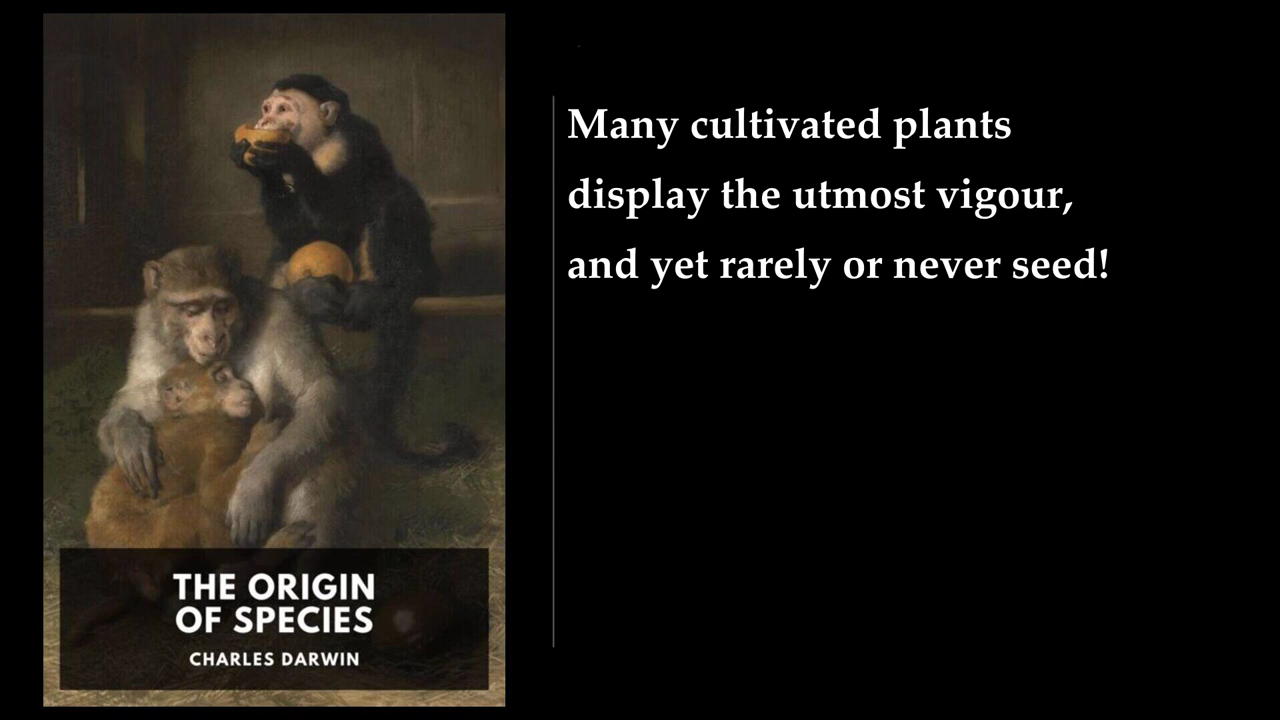 THE ORIGIN
OF SPECIES
CHARLES DARWIN
Many cultivated plants
display the utmost vigour,
and yet rarely or never seed!